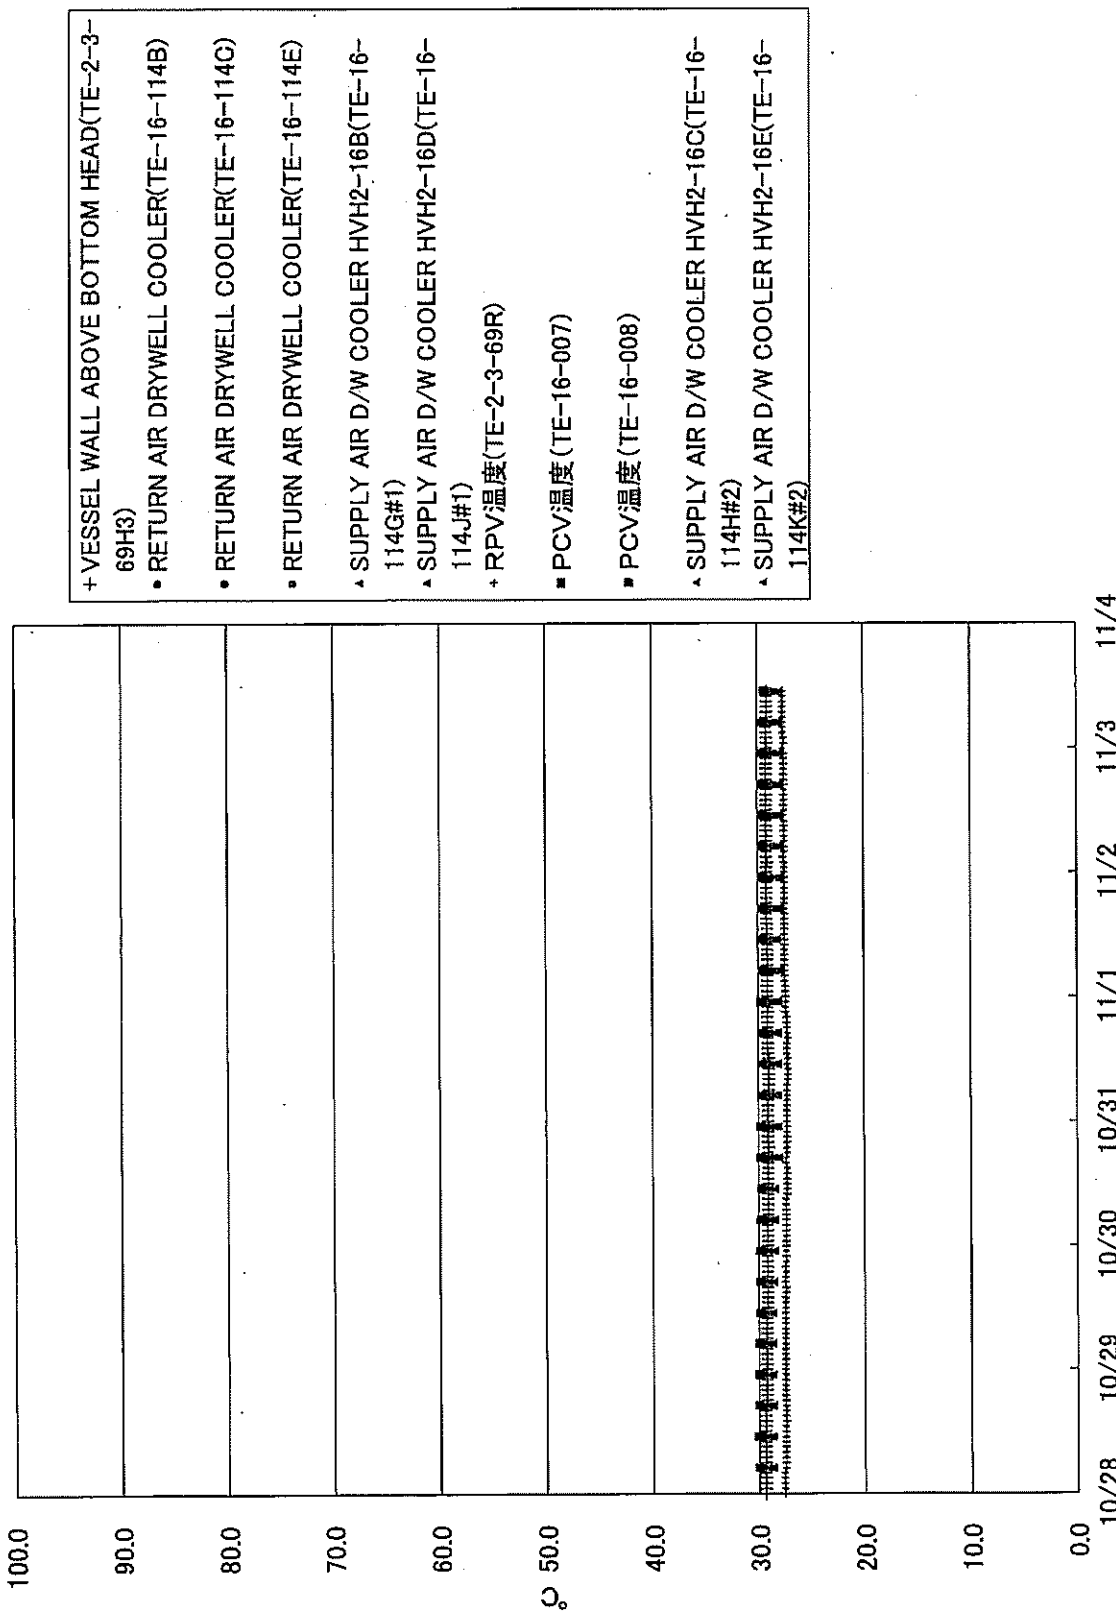 +VESSEL WALL ABOVE BOTTOM HEAD(TE-2-3-
69H3)
RETURN AIR DRYWELL COOLER(TE-16-114B)
RETURN AIR DRYWELL COOLER(TE-16-114C)
RETURN AIR DRYWELL COOLER(TE-16-114E)
SUPPLY AIR D/W COOLER HVH2-16B(TE-16-
114G#1)
SUPPLY AIR D/W COOLER HVH2-16D(TE-16-
114J#1)
+RPV温度(TE-2-3-69R)
PCV温度(TE-16-007)
PCV温度(TE-16-008)
SUPPLY AIR D/W COOLER HVH2-16C(TE-16-
114H#2)
SUPPLY AIR D/W COOLER HVH2-16E(TE-16-
114K#2)
100.0
90.0
80.0
70.0
60.0
50.0
40.0
30.0
20.0
10.0
0.0
℃
10/28 10/29 10/30 10/31 11/1 11/2 11/3 11/4